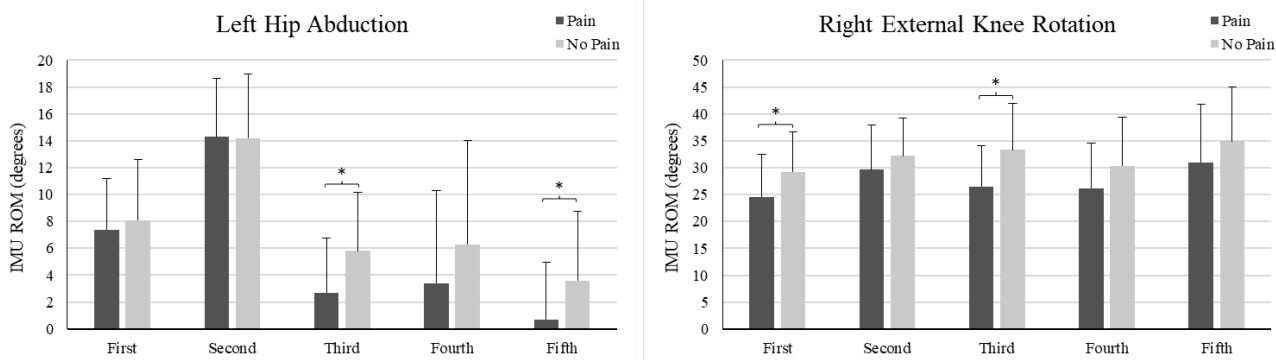 Left Hip Abduction
Pain
No Pain
IMU ROM (degrees)
20
18
16
14
12
10
8
6
4
2
0
*
*
First Second Third Fourth Fifth
Right External Knee Rotation
Pain
No Pain
IMU ROM (degrees)
50
45
40
35
30
25
20
15
10
5
0
*
*
First Second Third Fourth Fifth